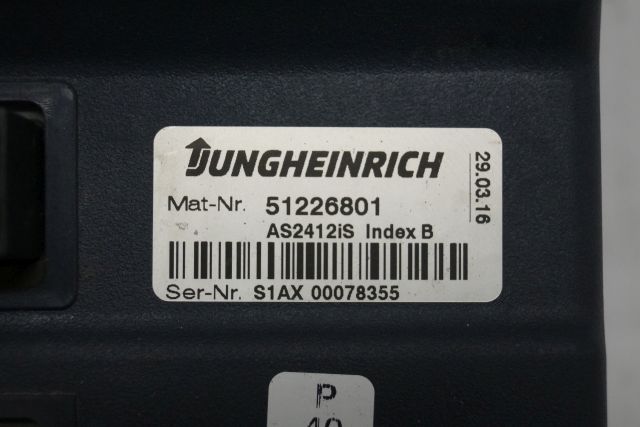 JUNGHEINRICH
29.03.16
Mat-Nr. 51226801
AS2412iS Index B
Ser-Nr. S1AX 00078355
P